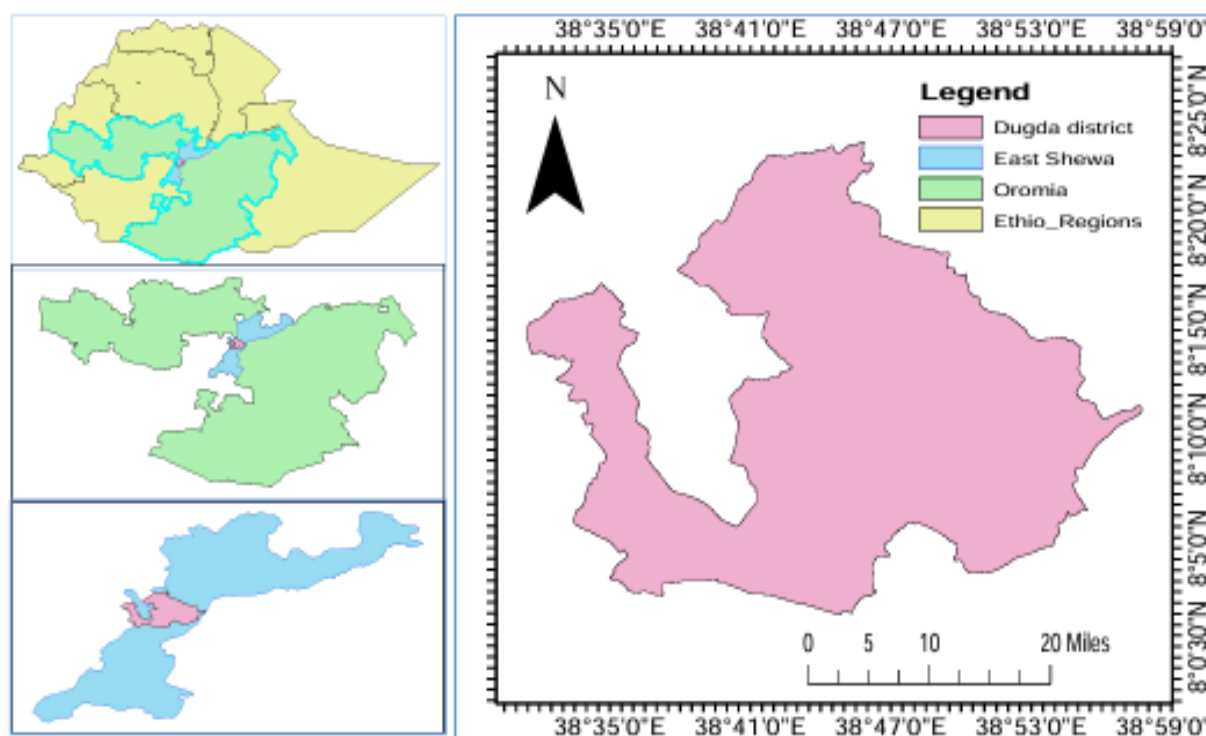 38°35'0"E 38°41'0"E 38°47'0"E 38°53'0"E 38°59'0"E
N
Legend
Dugda district
East Shewa
Oromia
Ethio_Regions
8°25'0"N
8°20'0"N
8°15'0"N
8°10'0"N
8°5'0"N
8°0'30"N
0 5 10 20 Miles
38°35'0"E 38°41'0"E 38°47'0"E 38°53'0"E 38°59'0"E